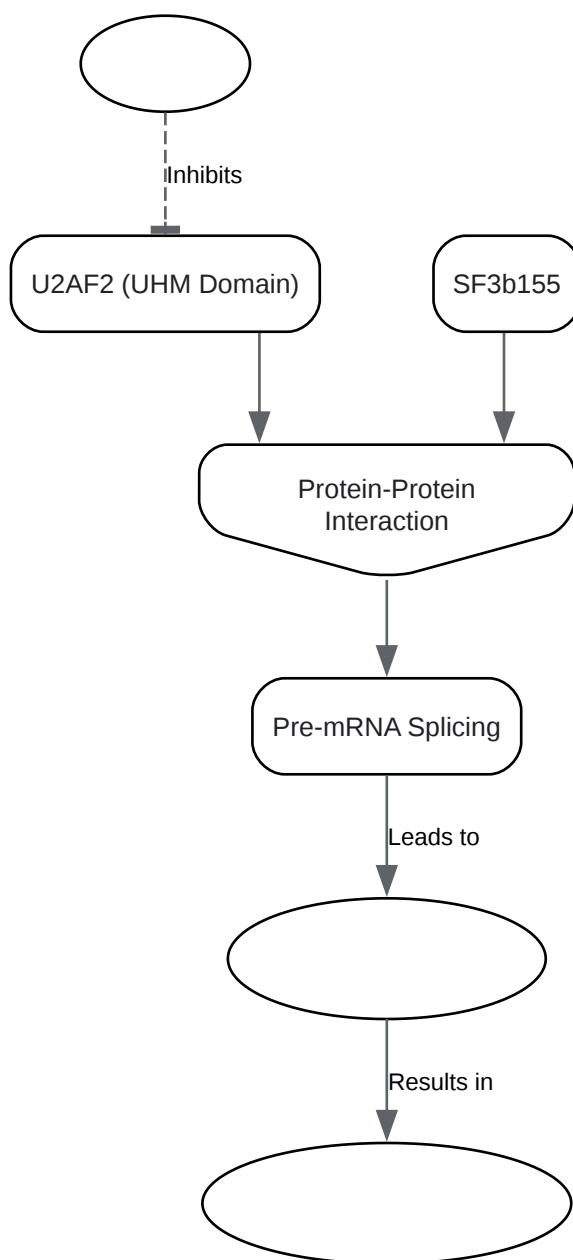 Inhibits
U2AF2 (UHM Domain)
SF3b155
Protein-Protein
Interaction
Pre-mRNA Splicing
Leads to
Results in